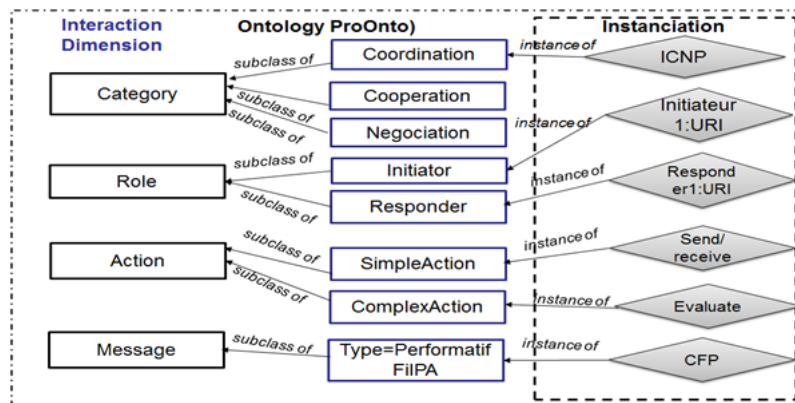 Interaction
Dimension
Ontology ProOnto)
Instanciation
Category
subclass of
subclass of
subclass of
Coordination
Cooperation
Negociation
instance of
ICNP
Role
subclass of
subclass of
Initiator
Responder
instance of
Initiateur
1:URI
instance of
Respond
er1:URI
Action
subclass of
subclass of
SimpleAction
ComplexAction
instance of
Send/
receive
instance of
Evaluate
Message
subclass of
Type=Performatif
FilPA
instance of
CFP